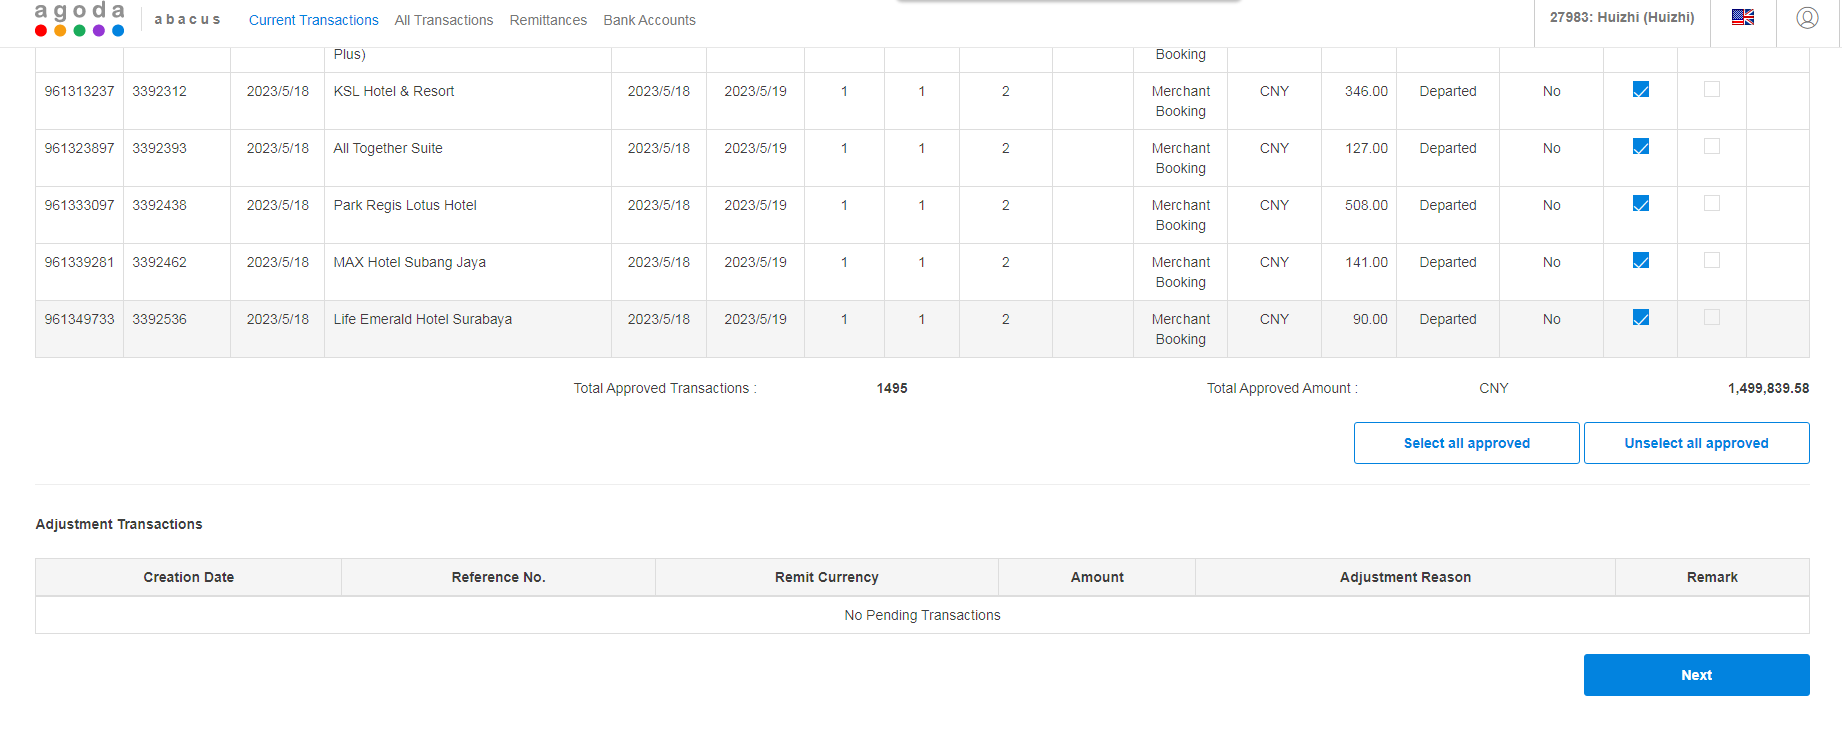 agoda abacus Current Transactions All Transactions Remittances Bank Accounts 27983: Huizhi (Huizhi)
Plus) Booking
961313237 3392312 2023/5/18 KSL Hotel & Resort 2023/5/18 2023/5/19 1 1 2 Merchant CNY 346.00 Departed No
Booking
961323897 3392393 2023/5/18 All Together Suite 2023/5/18 2023/5/19 1 1 2 Merchant CNY 127.00 Departed No
Booking
961333097 3392438 2023/5/18 Park Regis Lotus Hotel 2023/5/18 2023/5/19 1 1 2 Merchant CNY 508.00 Departed No
Booking
961339281 3392462 2023/5/18 MAX Hotel Subang Jaya 2023/5/18 2023/5/19 1 1 2 Merchant CNY 141.00 Departed No
Booking
961349733 3392536 2023/5/18 Life Emerald Hotel Surabaya 2023/5/18 2023/5/19 1 1 2 Merchant CNY 90.00 Departed No
Booking
Total Approved Transactions : 1495 Total Approved Amount : CNY 1,499,839.58
Select all approved Unselect all approved
Adjustment Transactions
Creation Date Reference No. Remit Currency Amount Adjustment Reason Remark
No Pending Transactions
Next